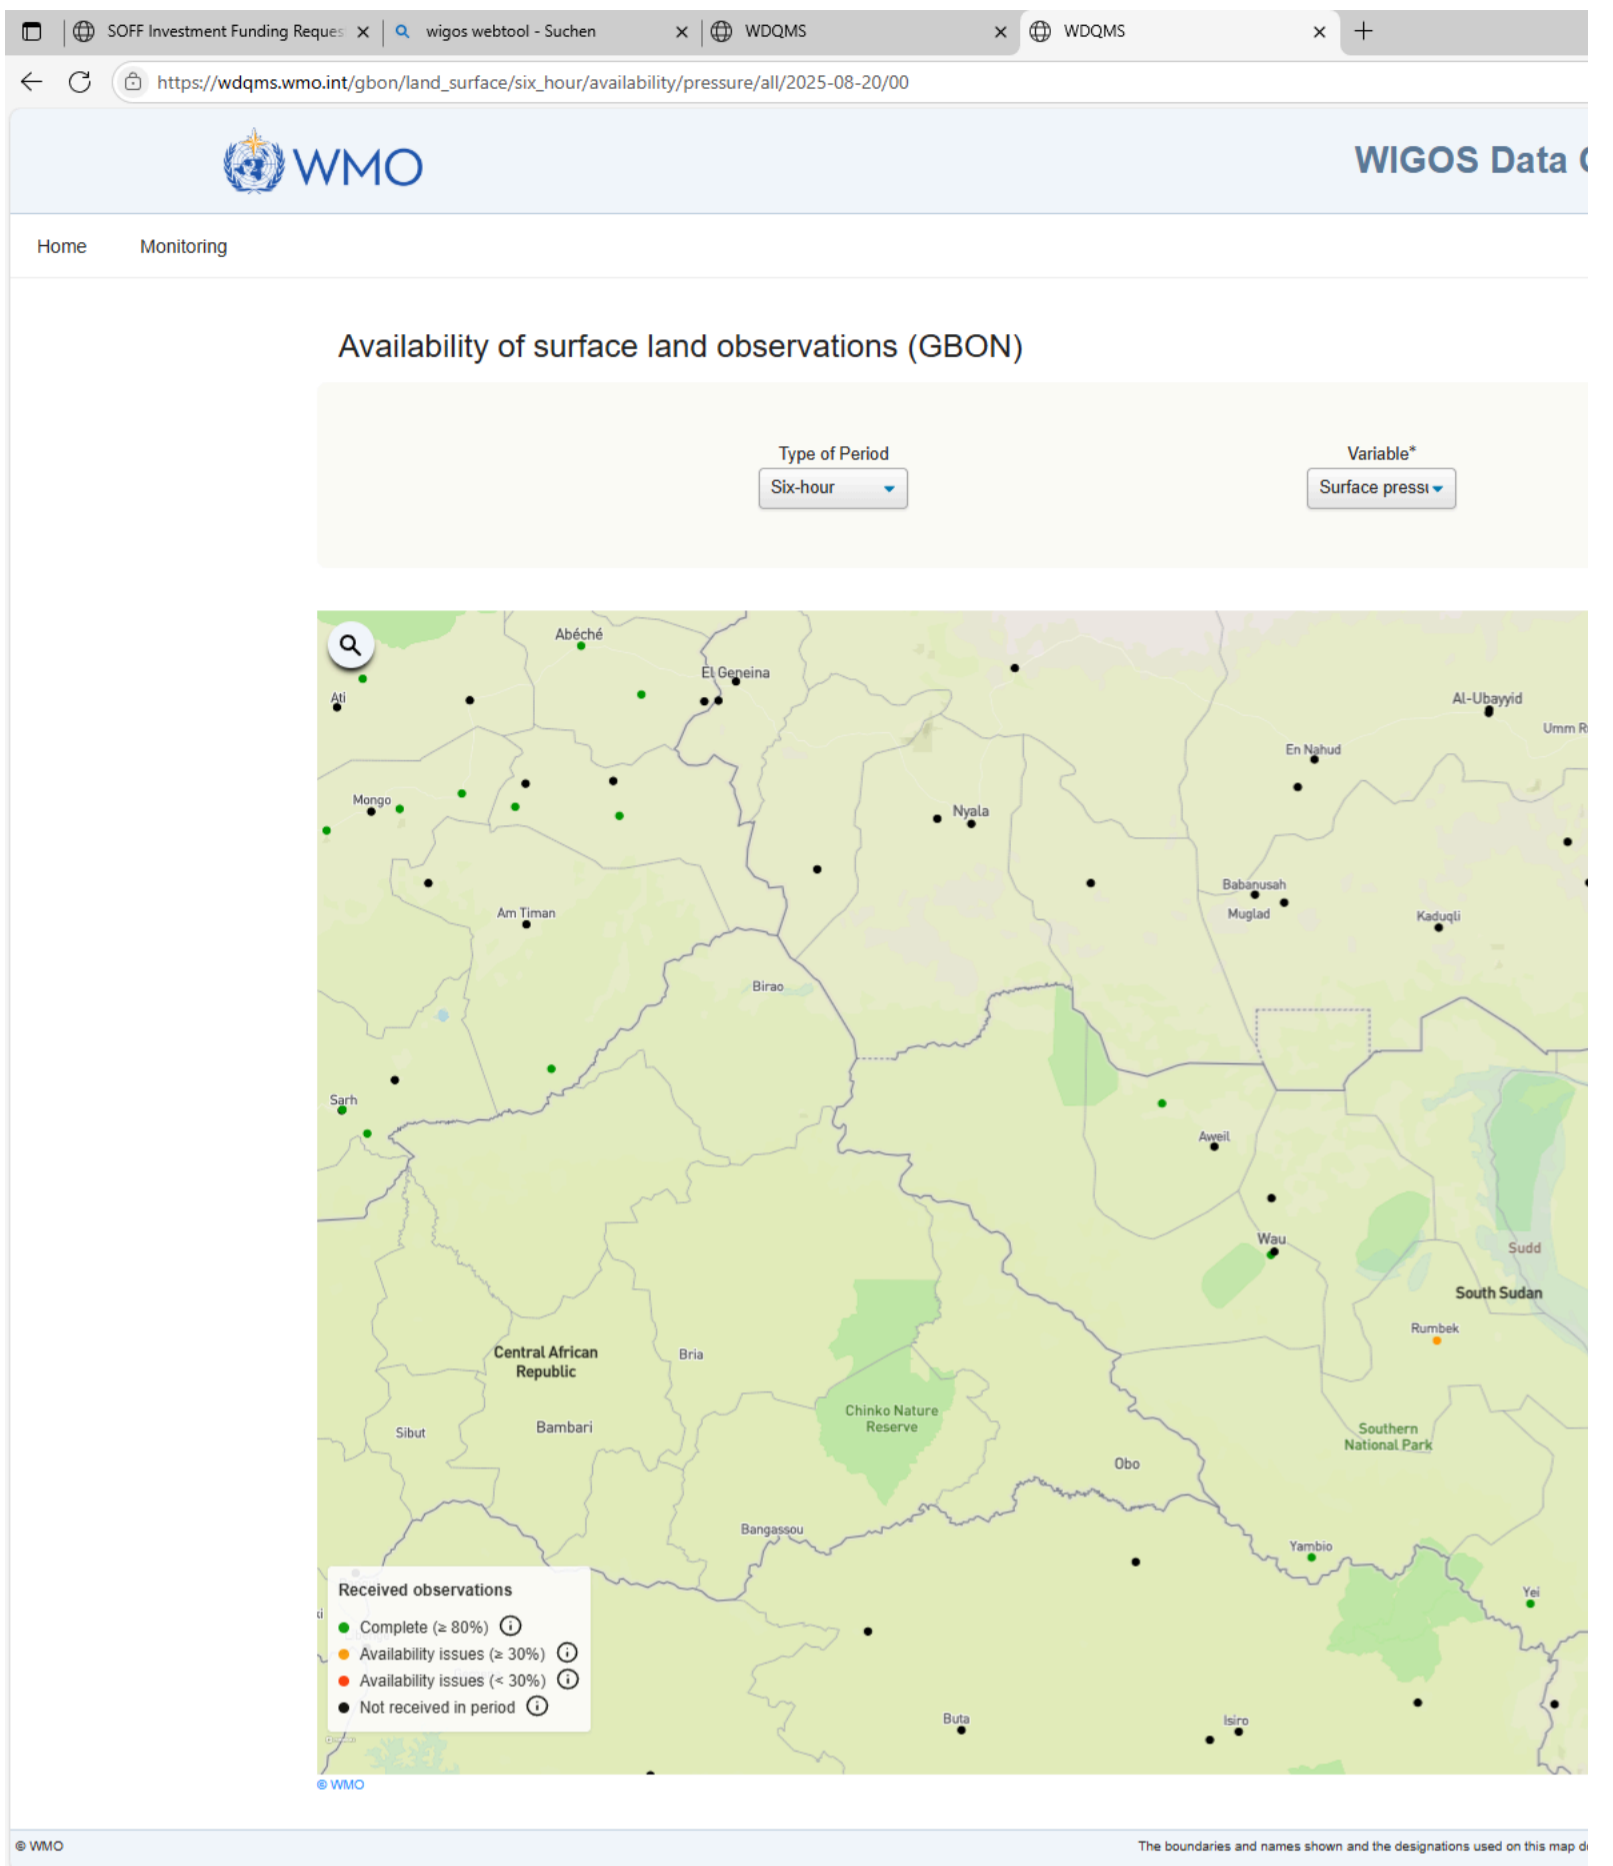 SOFF Investment Funding Reques
wigos webtool - Suchen
WDQMS
WDQMS
https://wdqms.wmo.int/gbon/land_surface/six_hour/availability/pressure/all/2025-08-20/00
WMO
WIGOS Data
Home
Monitoring
Availability of surface land observations (GBON)
Type of Period
Variable*
Six-hour
Surface pressu
Abéché
El Geneina
Ati
Al-Ubayyid
Umm R
En Nahud
Mongo
Nyala
Babanusah
Muglad
Am Timan
Kaduqli
Birao
Sarh
Aweil
Wau
Sudd
South Sudan
Rumbek
Central African
Republic
Bria
Chinko Nature
Reserve
Sibut
Bambari
Southern
National Park
Obo
Bangassou
Yambio
Yei
Received observations
Complete (≥ 80%)
Availability issues (≥ 30%)
Availability issues (< 30%)
Not received in period
Buta
Isiro
© WMO
© WMO
The boundaries and names shown and the designations used on this map d